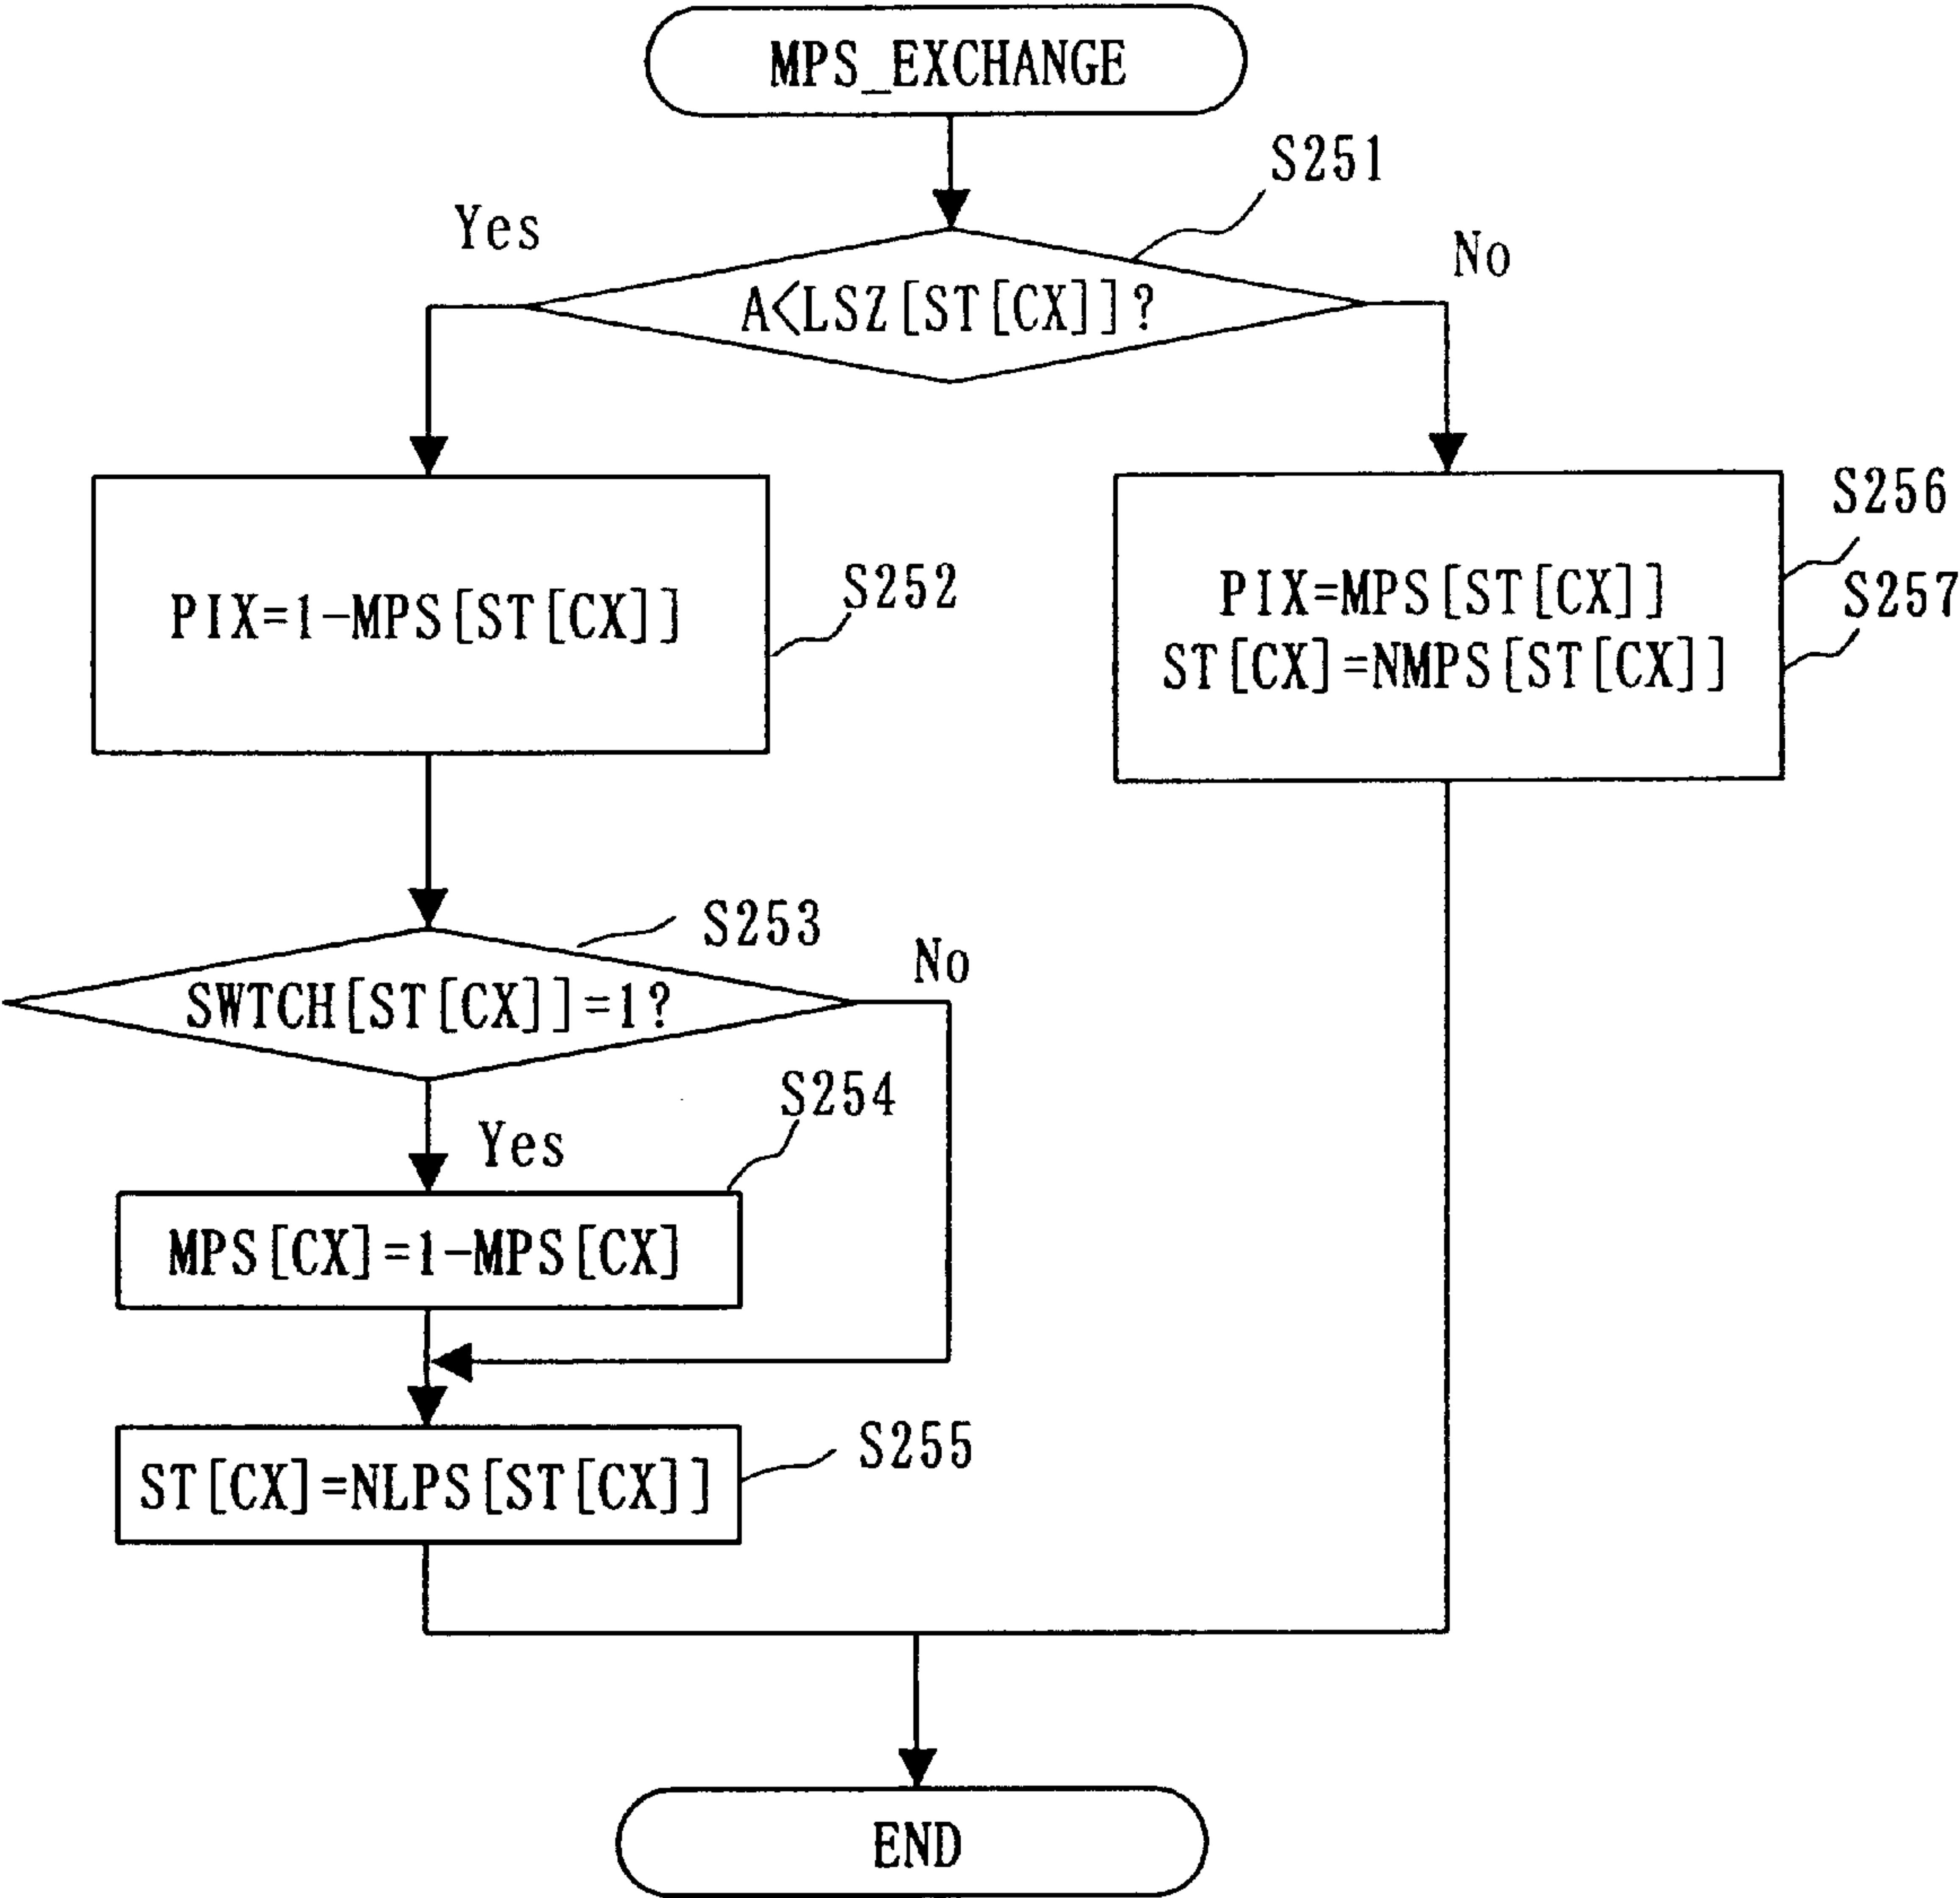 MPS_EXCHANGE
S251
Yes
No
A<LSZ[ST[CX]]?
S256
S252
PIX=1-MPS[ST[CX]]
PIX=MPS[ST[CX]]
S257
ST[CX]=NMPS[ST[CX]]
S253
No
SWTCH[ST[CX]]=1?
S254
Yes
MPS[CX]=1-MPS[CX]
S255
ST[CX]=NLPS[ST[CX]]
END